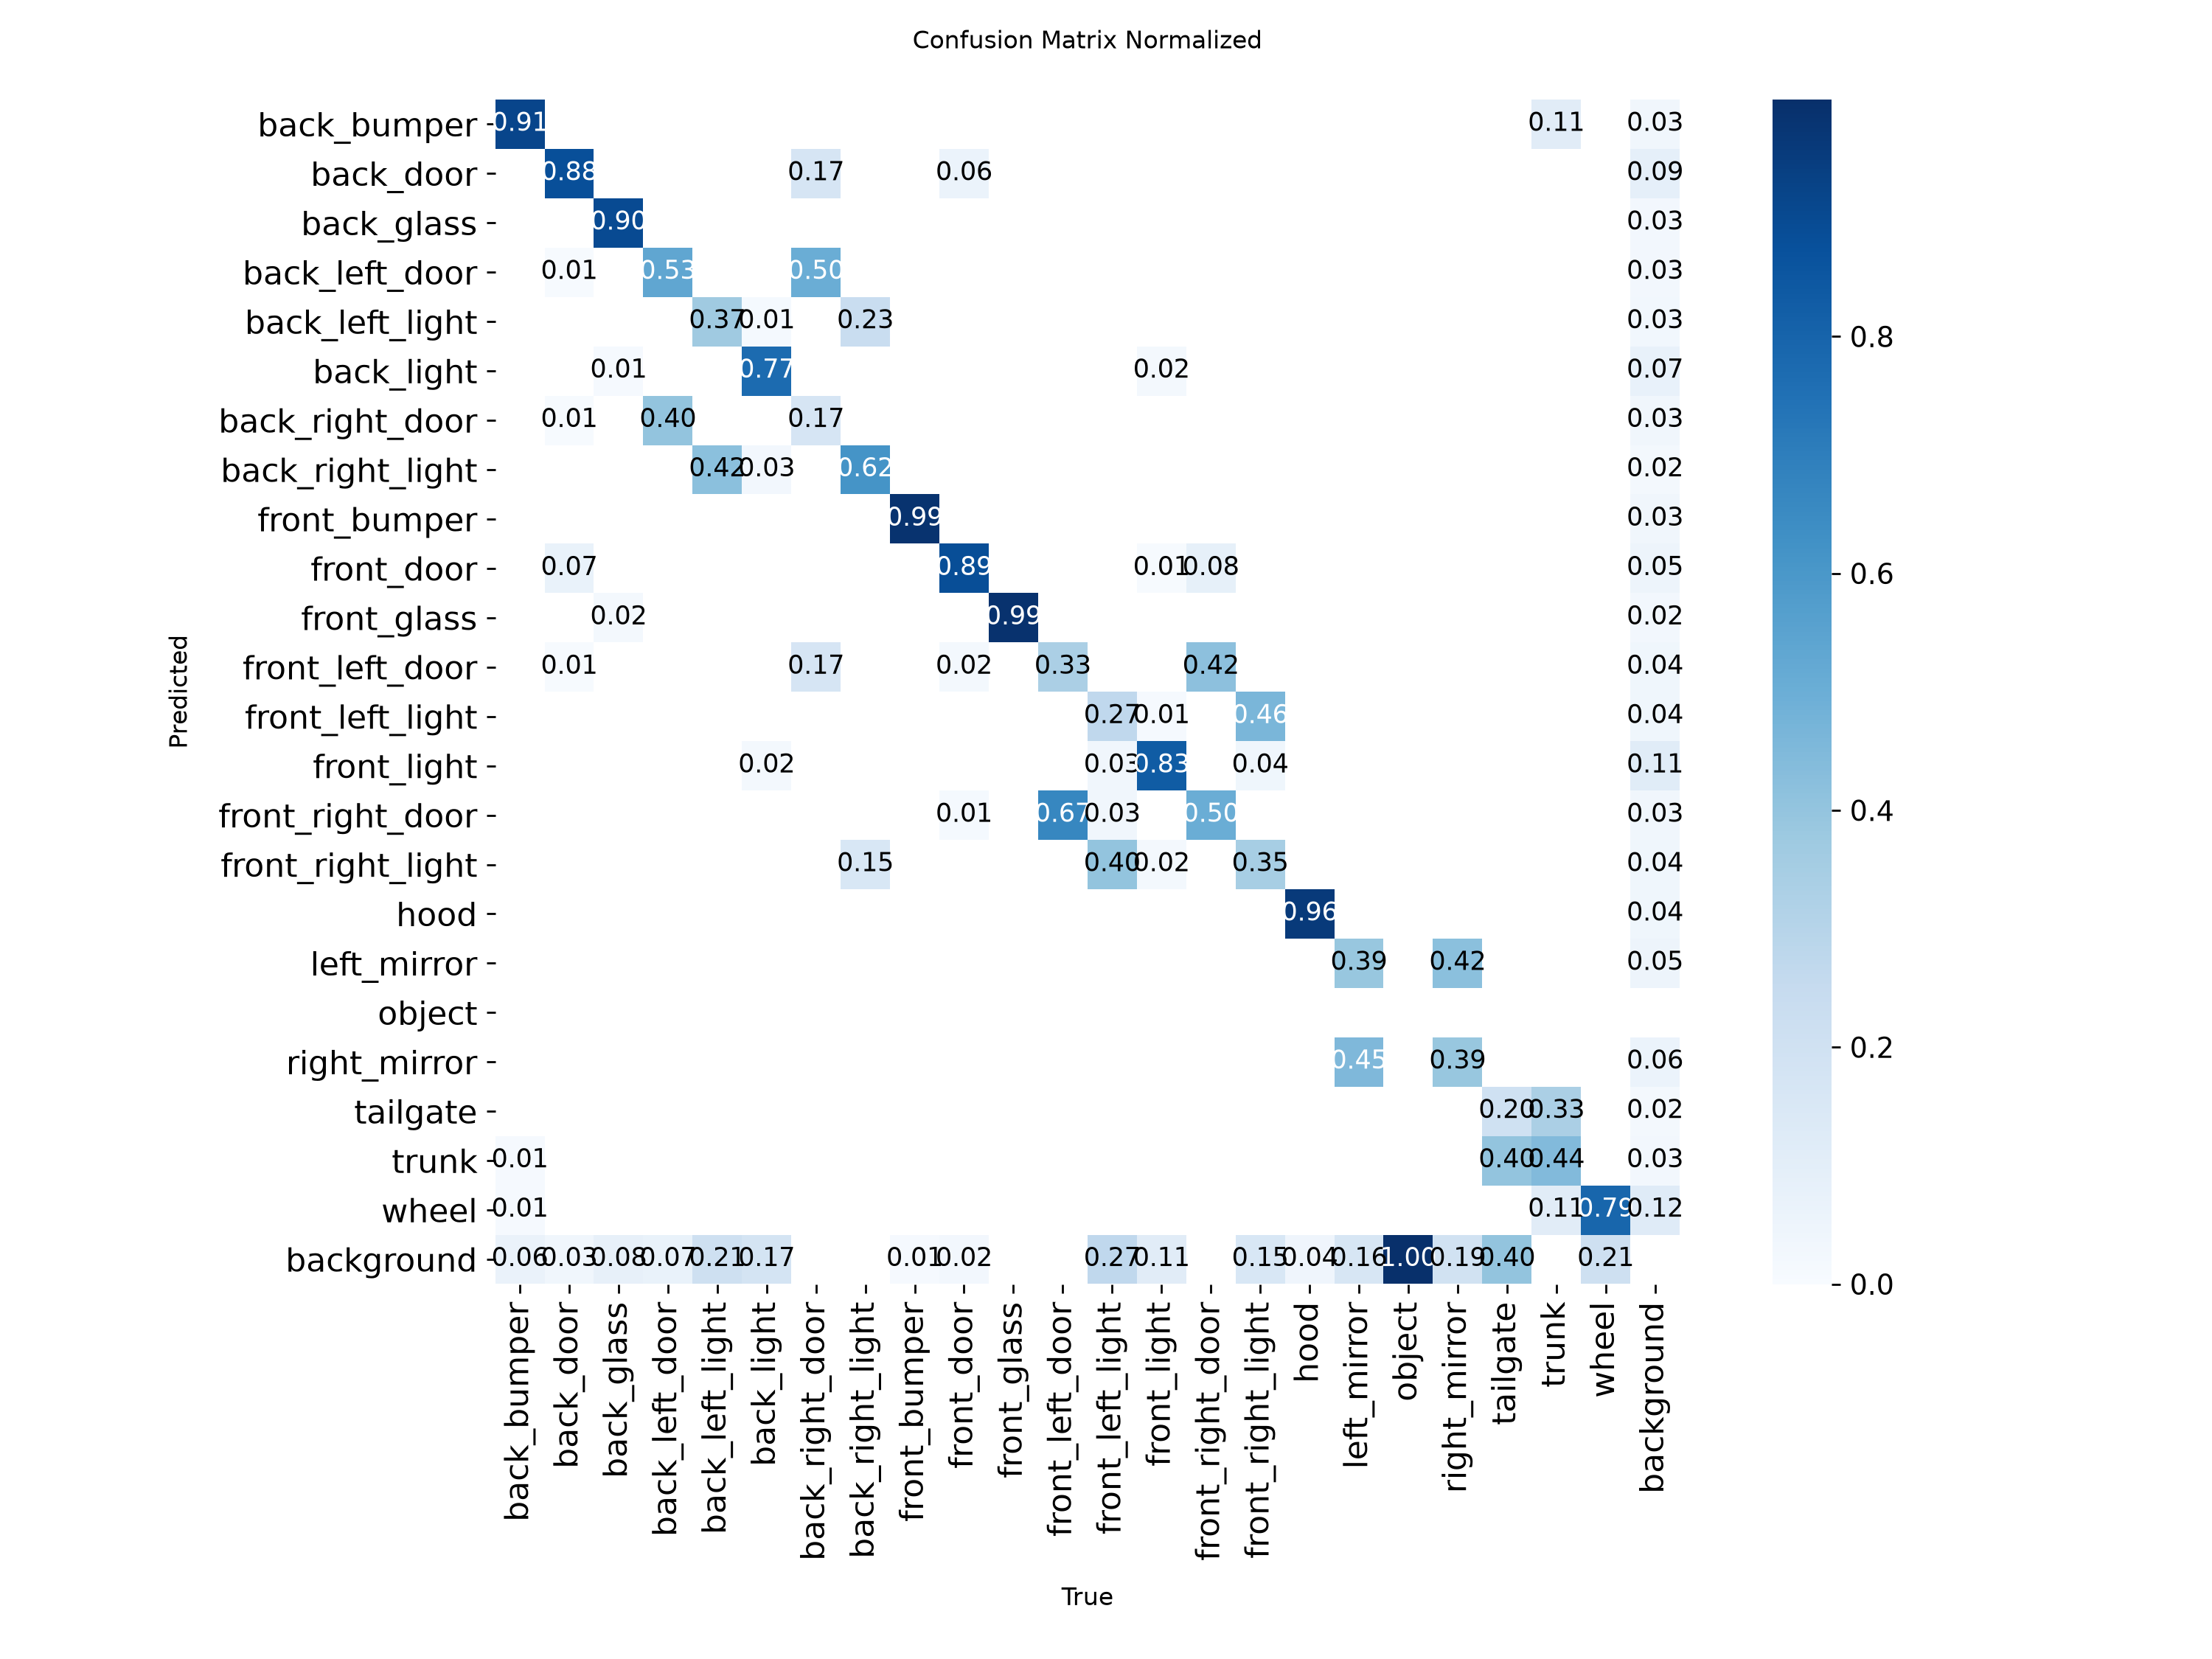 Confusion Matrix Normalized
back_bumper 0.91 0.11 0.03
back_door 0.88 0.17 0.06 0.09
back_glass 0.90 0.03
back_left_door 0.01 0.53 0.50 0.03
back_left_light 0.37 0.01 0.23 0.03
back_light 0.01 0.77 0.02 0.07
back_right_door 0.01 0.40 0.17 0.03
back_right_light 0.42 0.03 0.62 0.02
front_bumper 0.99 0.03
front_door 0.07 0.89 0.01 0.08 0.05
front_glass 0.02 0.99 0.02
front_left_door 0.01 0.17 0.02 0.33 0.42 0.04
front_left_light 0.27 0.01 0.46 0.04
front_light 0.02 0.03 0.83 0.04 0.11
front_right_door 0.01 0.67 0.03 0.50 0.03
front_right_light 0.15 0.40 0.02 0.35 0.04
hood 0.96 0.04
left_mirror 0.39 0.42 0.05
object
right_mirror 0.45 0.39 0.06
tailgate 0.20 0.33 0.02
trunk 0.01 0.40 0.44 0.03
wheel 0.01 0.11 0.79 0.12
background 0.06 0.03 0.08 0.07 0.21 0.17 0.01 0.02 0.27 0.11 0.15 0.04 0.16 1.00 0.19 0.40 0.21
Predicted
back_bumper
back_door
back_glass
back_left_door
back_left_light
back_light
back_right_door
back_right_light
front_bumper
front_door
front_glass
front_left_door
front_left_light
front_light
front_right_door
front_right_light
hood
left_mirror
object
right_mirror
tailgate
trunk
wheel
background
True
0.8
0.6
0.4
0.2
0.0